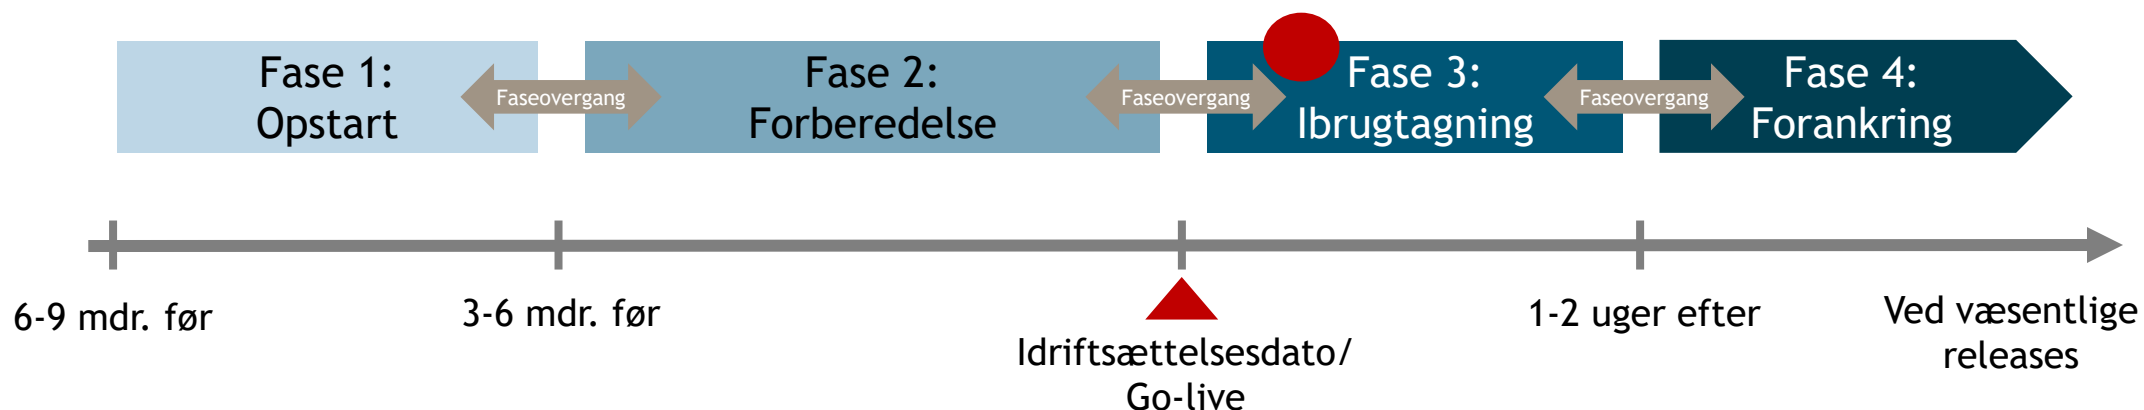 Fase 1:
Opstart
Faseovergang
Fase 2:
Forberedelse
Faseovergang
Fase 3:
Ibrugtagning
Faseovergang
Fase 4:
Forankring
6-9 mdr. før
3-6 mdr. før
Idriftsættelsesdato/
Go-live
1-2 uger efter
Ved væsentlige
releases